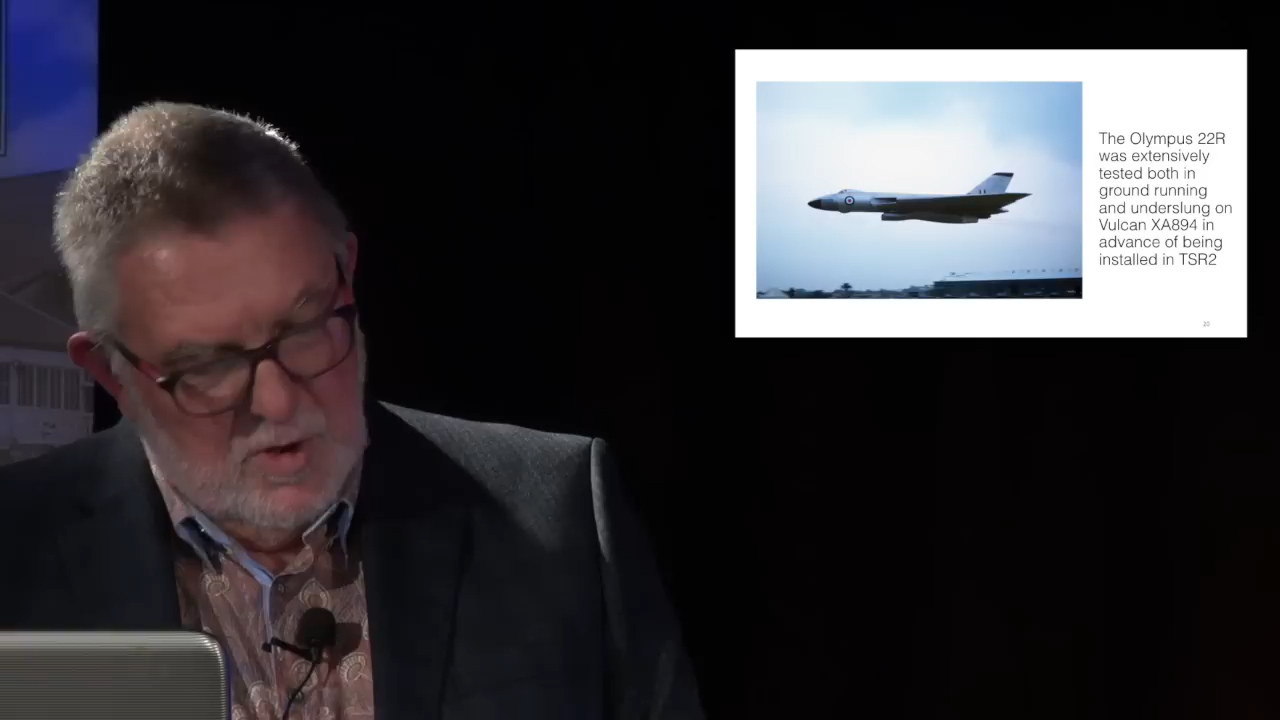 The Olympus 22R
was extensively
tested both in
ground running
and underslung on
Vulcan XA894 in
advance of being
installed in TSR2
20